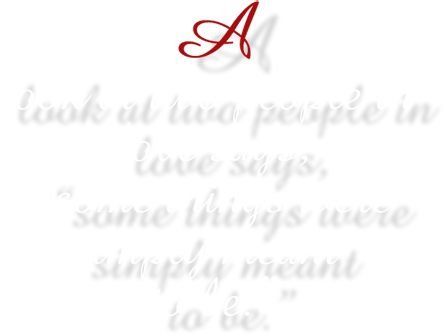 A
look at two people in
love says,
“some things were
simply meant
to be.”